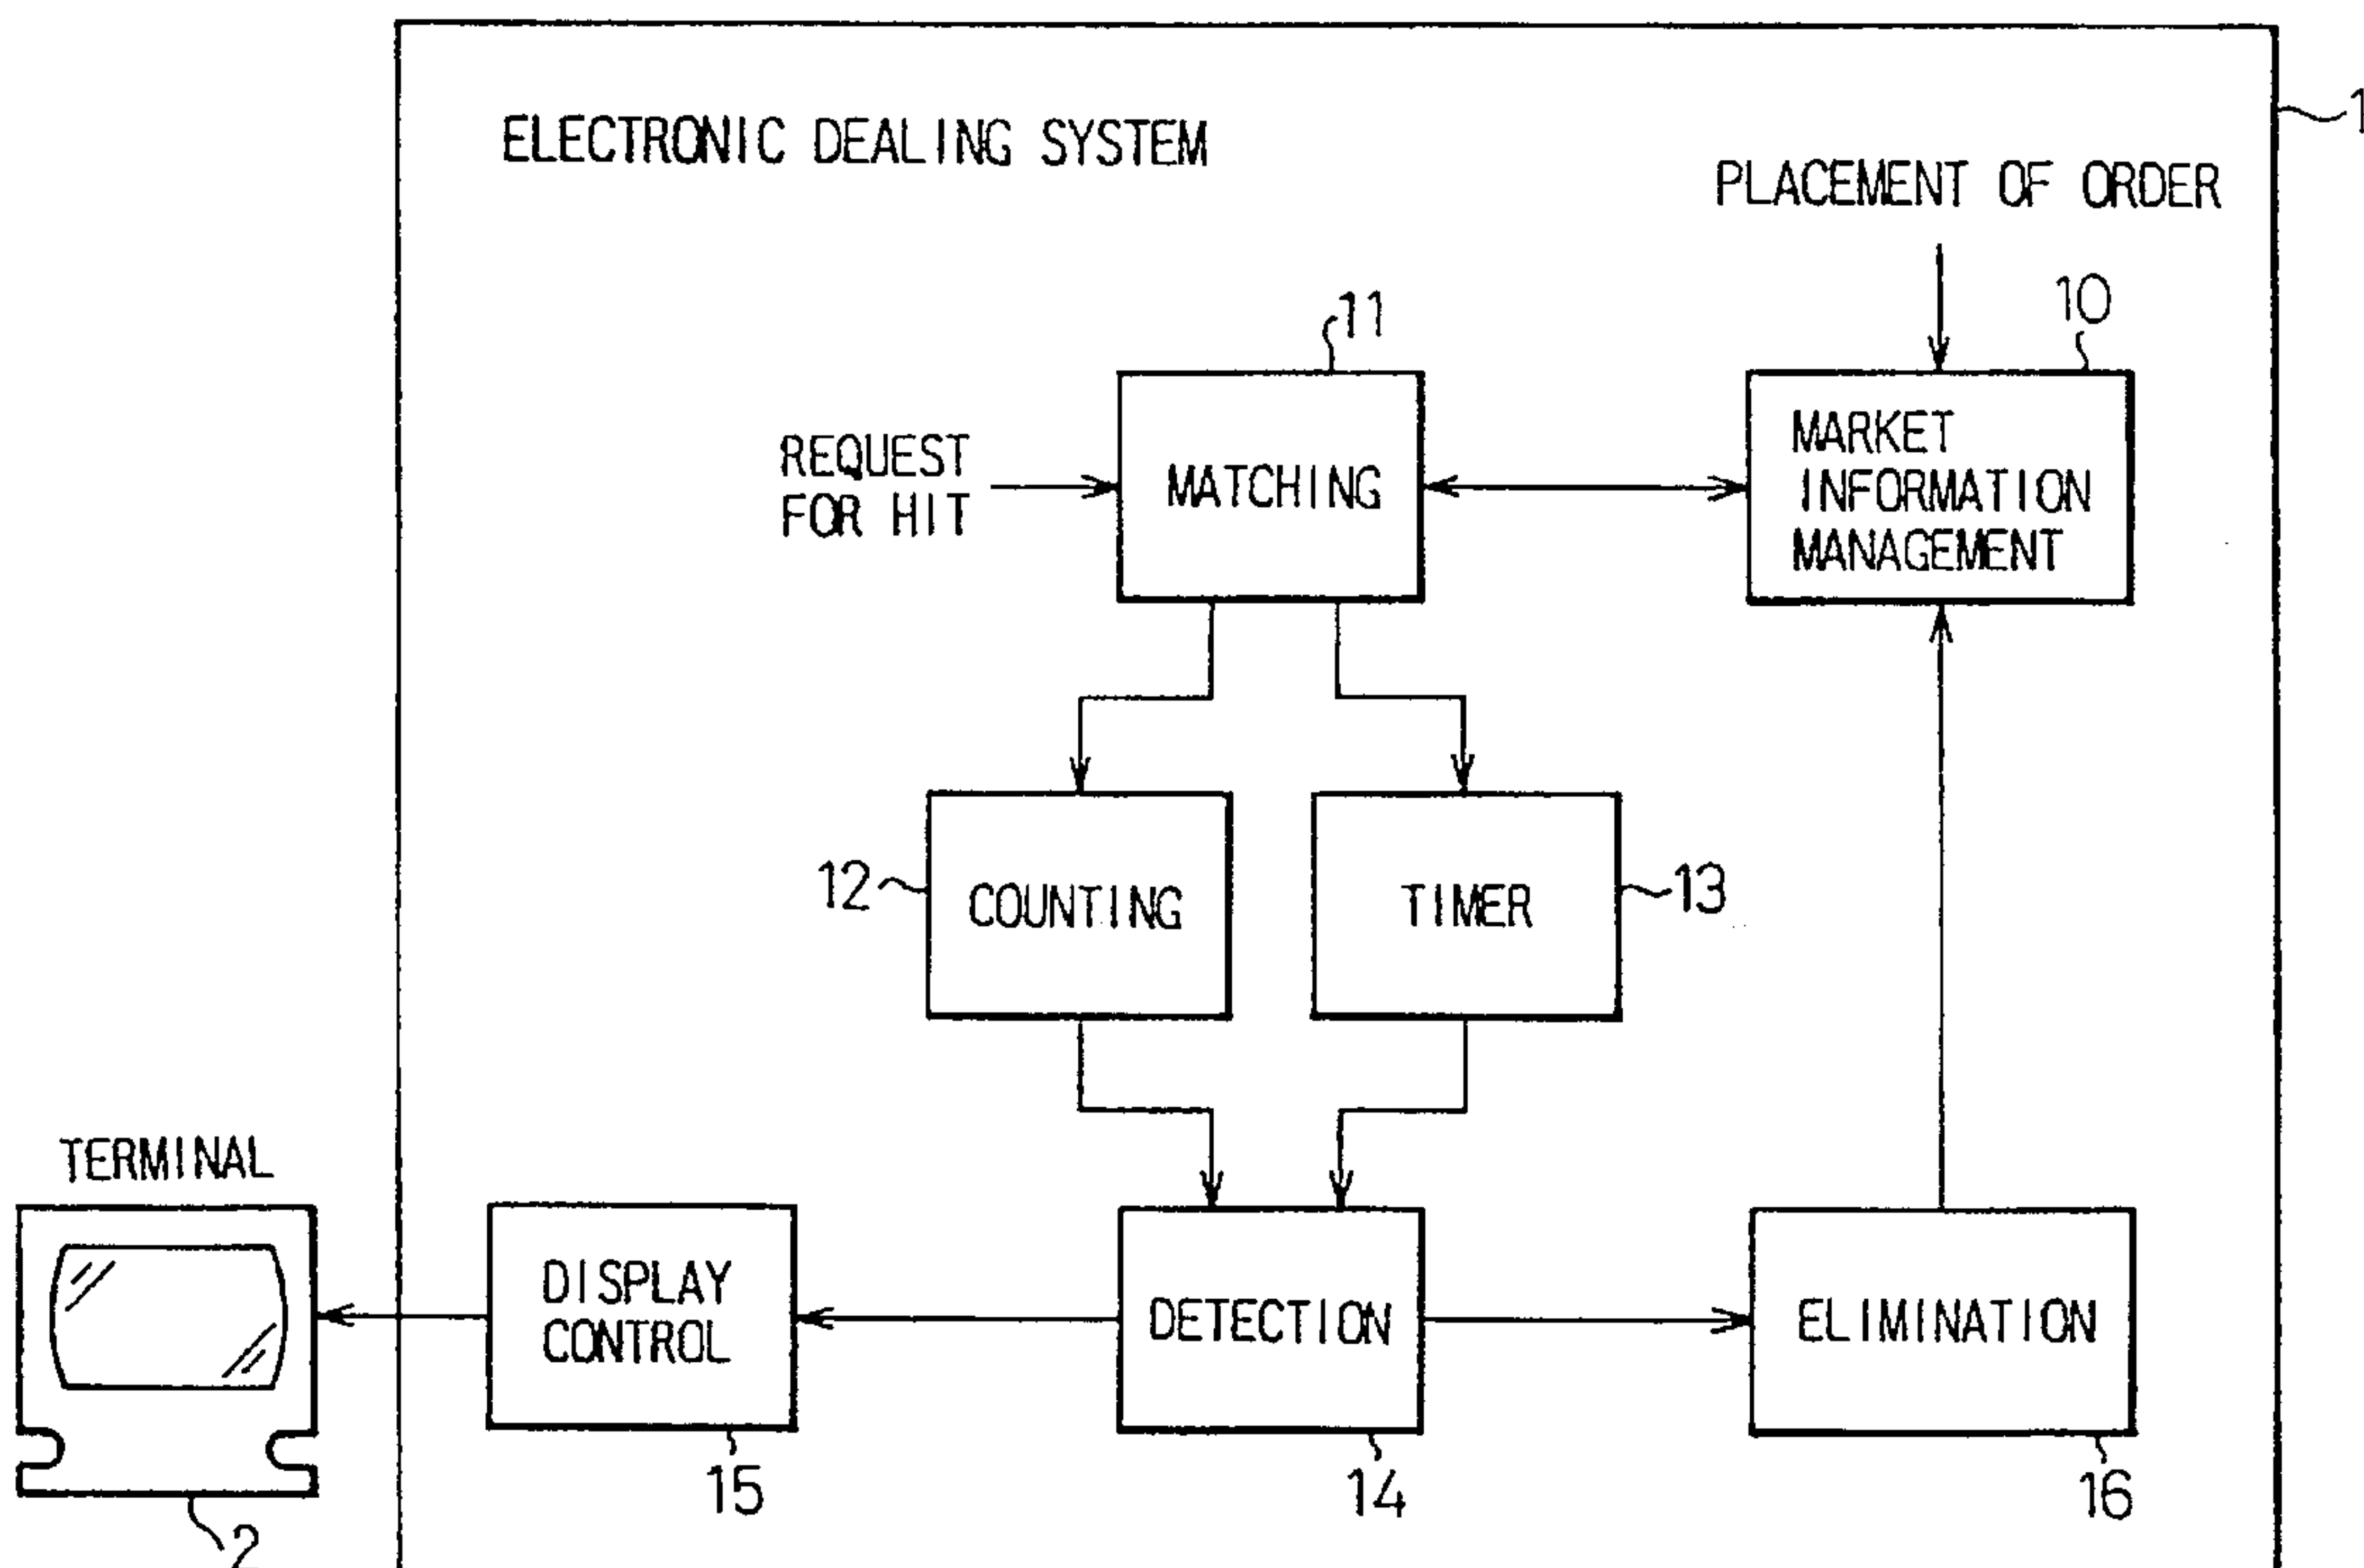 ELECTRONIC DEALING SYSTEM
1
PLACEMENT OF ORDER
10
11
REQUEST
FOR HIT
MATCHING
MARKET
INFORMATION
MANAGEMENT
12
COUNTING
TIMER
13
TERMINAL
DISPLAY
CONTROL
DETECTION
ELIMINATION
15
14
16
2